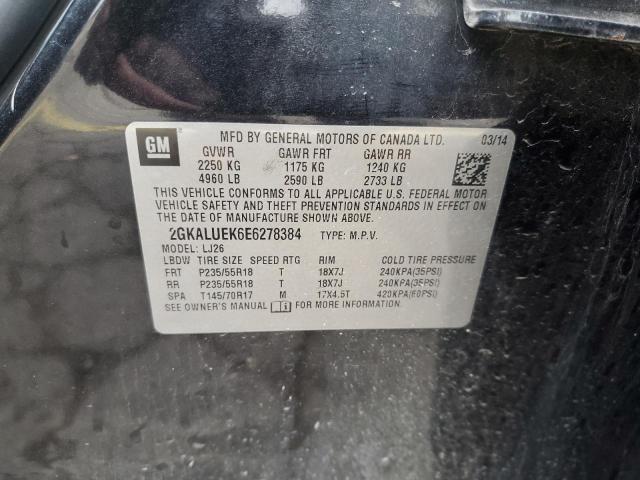 GM
MFD BY GENERAL MOTORS OF CANADA LTD. 03/14
GVWR GAWR FRT GAWR RR
2250 KG 1175 KG 1240 KG
4960 LB 2590 LB 2733 LB
THIS VEHICLE CONFORMS TO ALL APPLICABLE U.S. FEDERAL MOTOR
VEHICLE SAFETY AND THEFT PREVENTION STANDARDS IN EFFECT
ON THE DATE OF MANUFACTURE SHOWN ABOVE.
2GKALUEK6E6278384 TYPE: M.P.V.
MODEL: LJ26
LBDW TIRE SIZE SPEED RTG RIM COLD TIRE PRESSURE
FRT P235/55R18 T 18X7J 240KPA(35PSI)
RR P235/55R18 T 18X7J 240KPA(35PSI)
SPA T145/70R17 M 17X4.5T 420KPA(60PSI)
SEE OWNER'S MANUAL FOR MORE INFORMATION.